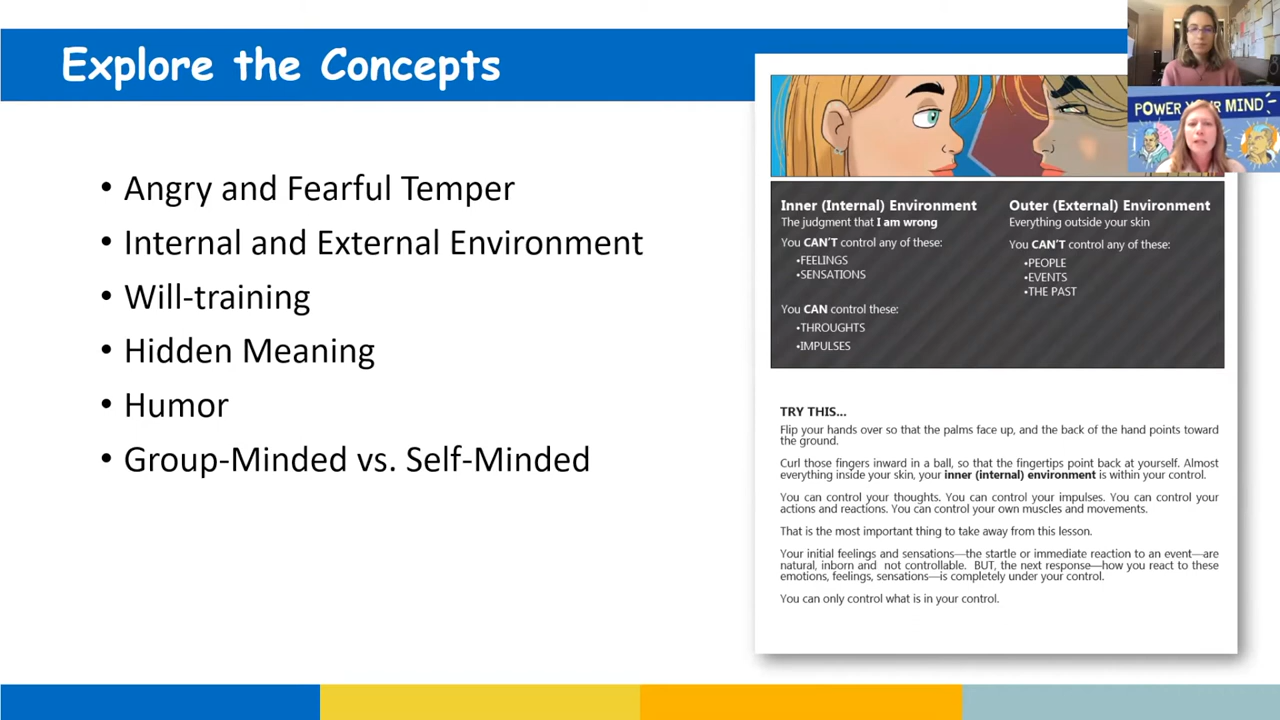 Explore the Concepts
• Angry and Fearful Temper
• Internal and External Environment
• Will-training
• Hidden Meaning
• Humor
• Group-Minded vs. Self-Minded
POWER YOUR MIND
Inner (Internal) Environment
The judgment that I am wrong
You CAN'T control any of these:
•FEELINGS
•SENSATIONS
You CAN control these:
•THROUGHTS
•IMPULSES
Outer (External) Environment
Everything outside your skin
You CAN'T control any of these:
•PEOPLE
•EVENTS
•THE PAST
TRY THIS...
Flip your hands over so that the palms face up, and the back of the hand points toward
the ground.
Curl those fingers inward in a ball, so that the fingertips point back at yourself. Almost
everything inside your skin, your inner (internal) environment is within your control.
You can control your thoughts. You can control your impulses. You can control your
actions and reactions. You can control your own muscles and movements.
That is the most important thing to take away from this lesson.
Your initial feelings and sensations—the startle or immediate reaction to an event—are
natural, inborn and not controllable. BUT, the next response—how you react to these
emotions, feelings, sensations—is completely under your control.
You can only control what is in your control.